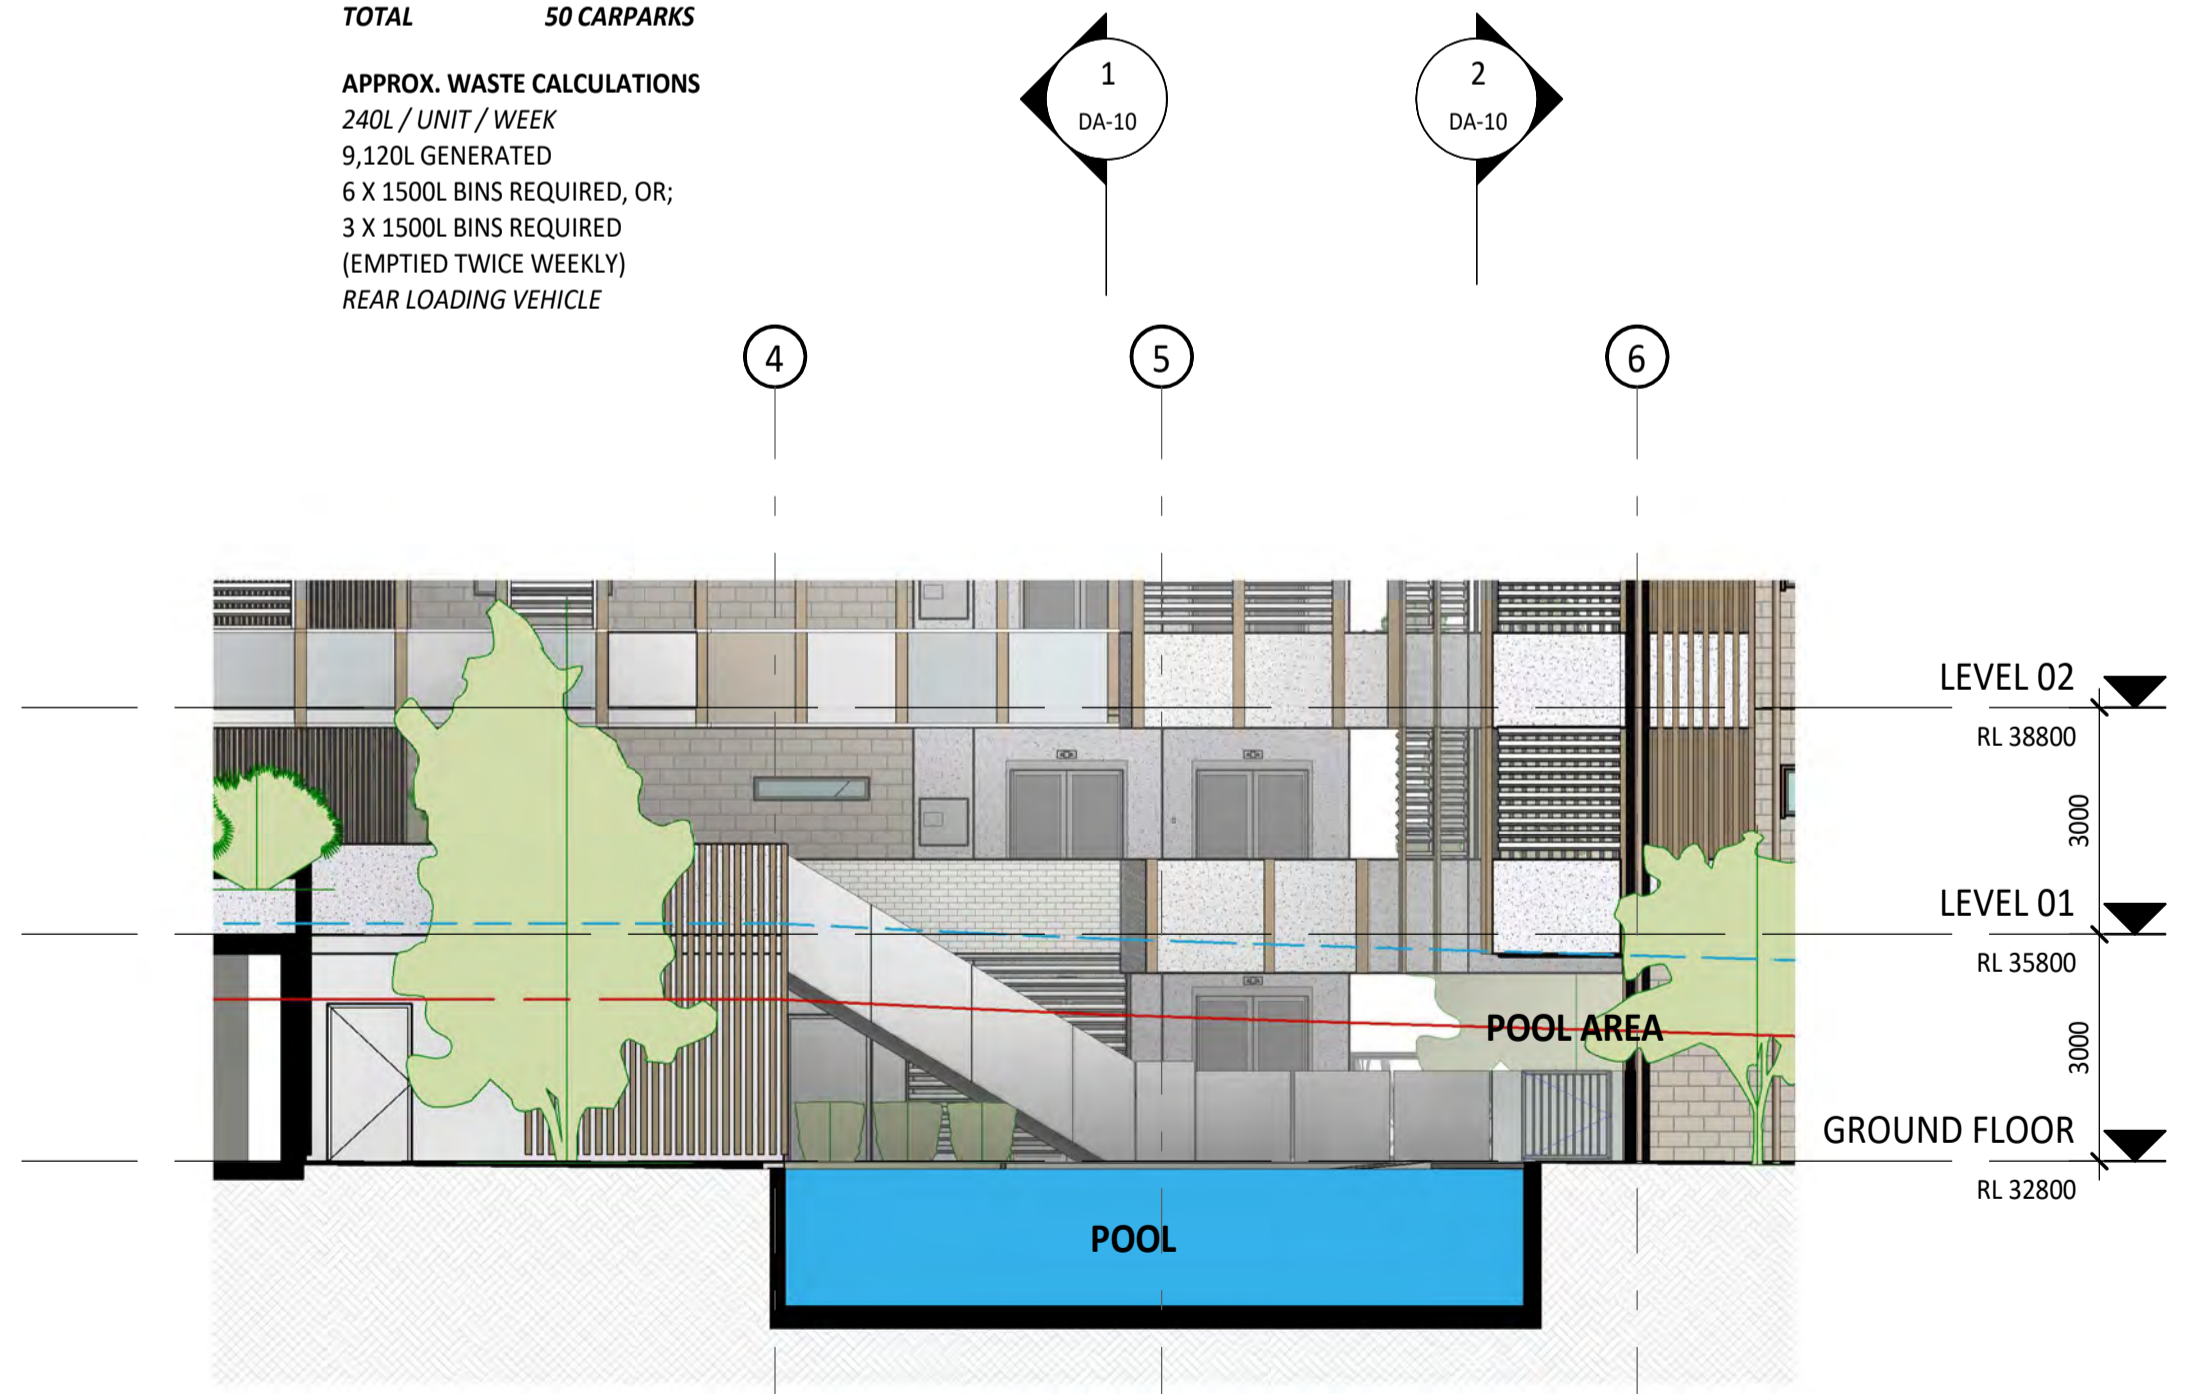 TOTAL 50 CARPARKS
APPROX. WASTE CALCULATIONS
240L / UNIT / WEEK
9,120L GENERATED
6 X 1500L BINS REQUIRED, OR;
3 X 1500L BINS REQUIRED
(EMPTIED TWICE WEEKLY)
REAR LOADING VEHICLE
1
DA-10
2
DA-10
4
5
6
LEVEL 02
RL 38800
3000
LEVEL 01
RL 35800
3000
POOL AREA
GROUND FLOOR
RL 32800
POOL